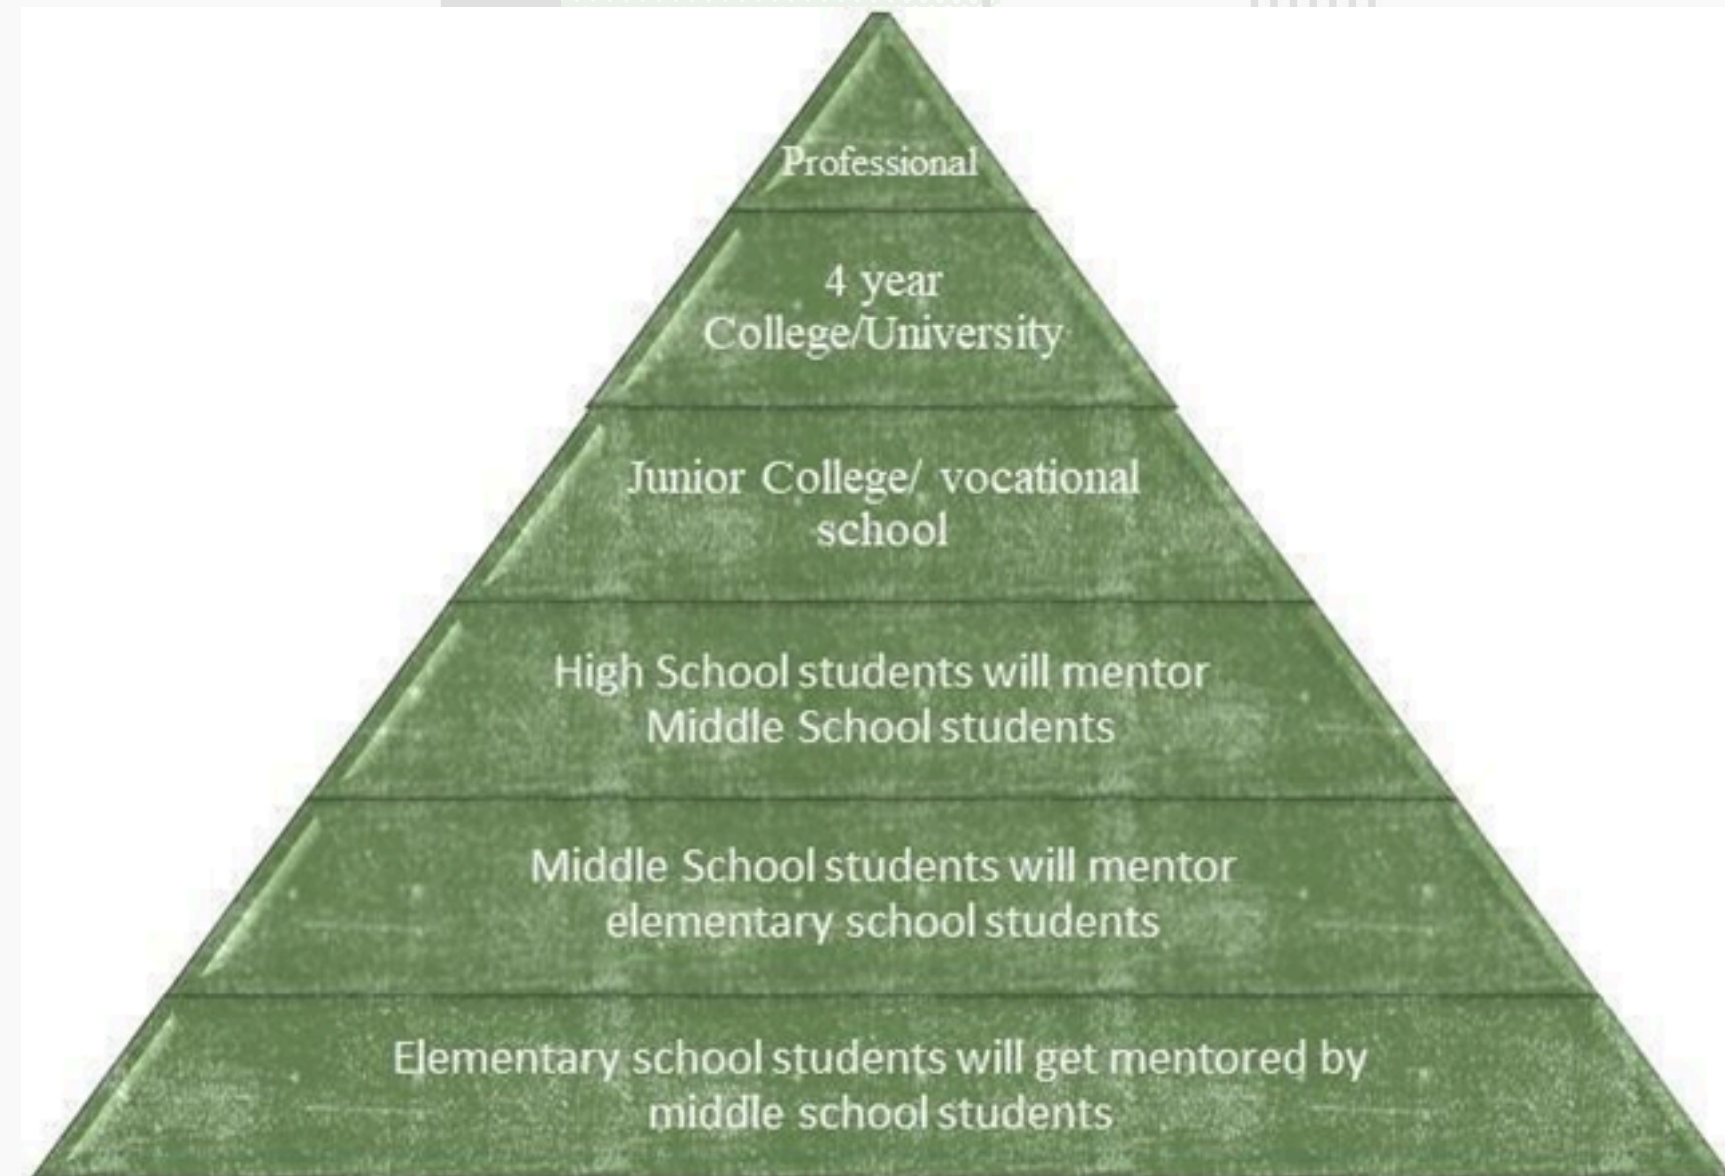 Professional
4 year
College/University
Junior College/ vocational
school
High School students will mentor
Middle School students
Middle School students will mentor
elementary school students
Elementary school students will get mentored by
middle school students